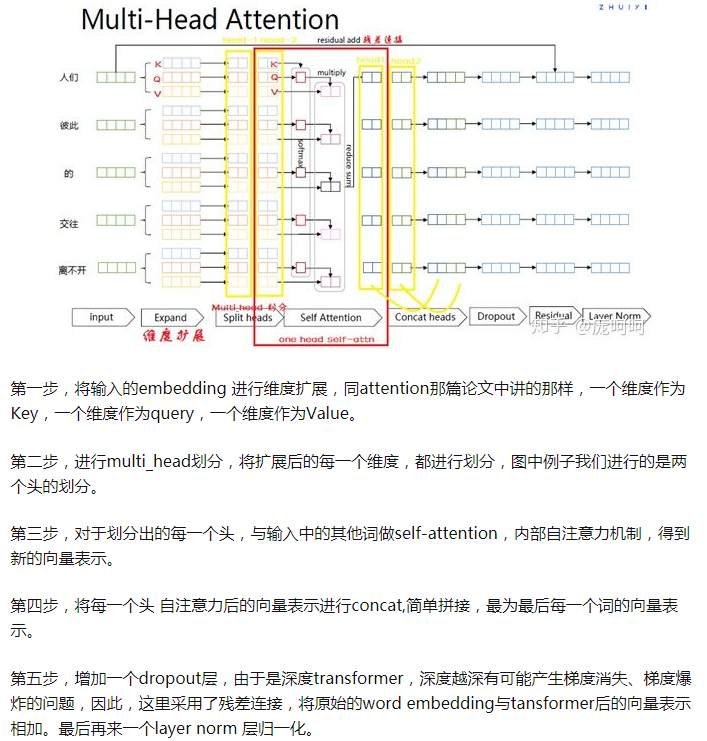 Multi-Head Attention
ZHUIYI
residual add 残差连接
head-1 head-2
K
Q
V
K
Q
V
multiply
softmax
reduce sum
head1
head2
人们
彼此
的
交往
离不开
Multi_head 划分
input
Expand
Split heads
Self Attention
Concat heads
Dropout
Residual
Layer Norm
维度扩展
one head self-attn
知乎 @庞呵呵
第一步，将输入的embedding 进行维度扩展，同attention那篇论文中讲的那样，一个维度作为
Key，一个维度作为query，一个维度作为Value。
第二步，进行multi_head划分，将扩展后的每一个维度，都进行划分，图中例子我们进行的是两
个头的划分。
第三步，对于划分出的每一个头，与输入中的其他词做self-attention，内部自注意力机制，得到
新的向量表示。
第四步，将每一个头 自注意力后的向量表示进行concat,简单拼接，最为最后每一个词的向量表
示。
第五步，增加一个dropout层，由于是深度transformer，深度越深有可能产生梯度消失、梯度爆
炸的问题，因此，这里采用了残差连接，将原始的word embedding与tansformer后的向量表示
相加。最后再来一个layer norm 层归一化。